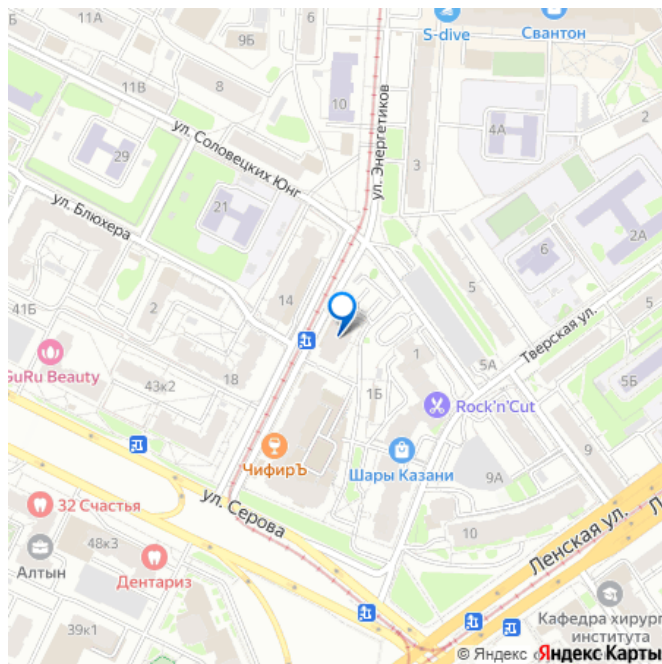 6
9Б
S-dive
Свантон
11В
8
10
ул. Энергетиков
4А
2
29
ул. Соловецких Юнг
3
21
ул. Блюхера
6
2А
5
41Б
2
14
Тверская ул.
1
5А
GuRu Beauty
43к2
18
1Б
5Б
Rock'n'Cut
ЧифирЪ
Шары Казани
9
9А
32 Счастья
ул. Серова
10
Ленская ул.
48к3
Алтын
Дентариз
39к1
Кафедра хирург
института
© Яндекс
Яндекс Карты